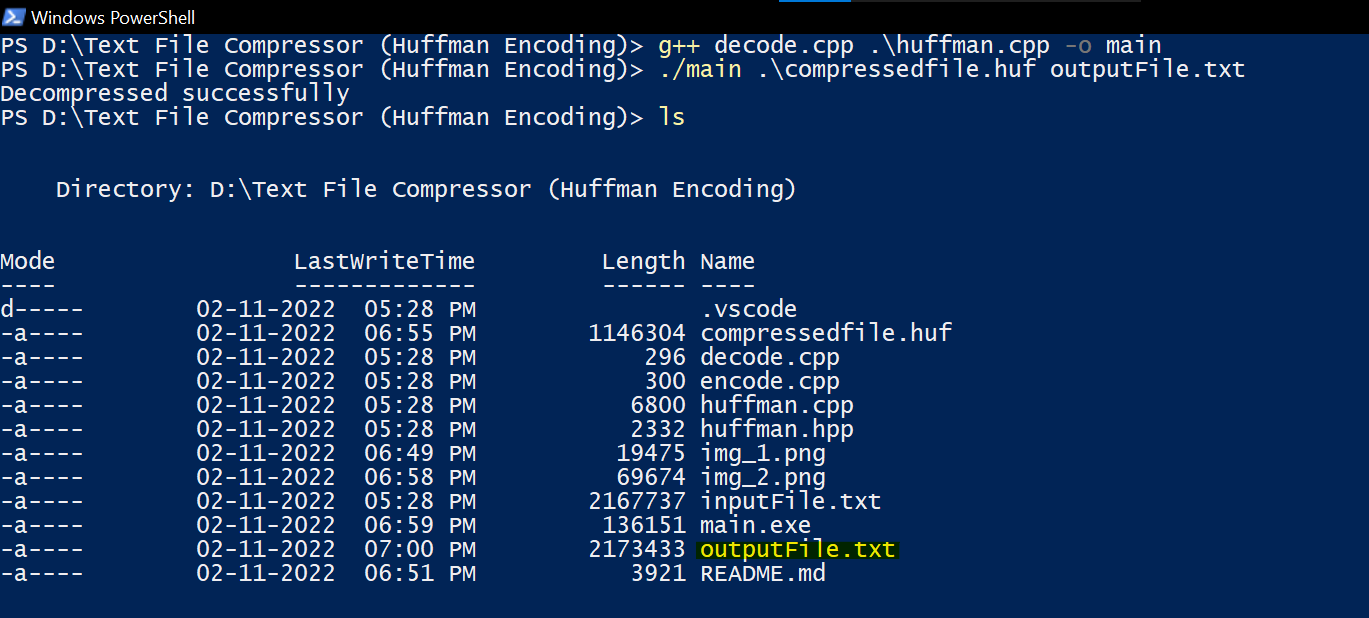 Windows PowerShell
PS D:\Text File Compressor (Huffman Encoding)> g++ decode.cpp .\huffman.cpp -o main
PS D:\Text File Compressor (Huffman Encoding)> ./main .\compressedfile.huf outputFile.txt
Decompressed successfully
PS D:\Text File Compressor (Huffman Encoding)> ls
    Directory: D:\Text File Compressor (Huffman Encoding)
Mode                 LastWriteTime         Length Name
----                 -------------         ------ ----
d-----        02-11-2022  05:28 PM                .vscode
-a----        02-11-2022  06:55 PM        1146304 compressedfile.huf
-a----        02-11-2022  05:28 PM            296 decode.cpp
-a----        02-11-2022  05:28 PM            300 encode.cpp
-a----        02-11-2022  05:28 PM           6800 huffman.cpp
-a----        02-11-2022  05:28 PM           2332 huffman.hpp
-a----        02-11-2022  06:49 PM          19475 img_1.png
-a----        02-11-2022  06:58 PM          69674 img_2.png
-a----        02-11-2022  05:28 PM        2167737 inputFile.txt
-a----        02-11-2022  06:59 PM         136151 main.exe
-a----        02-11-2022  07:00 PM        2173433 outputFile.txt
-a----        02-11-2022  06:51 PM           3921 README.md